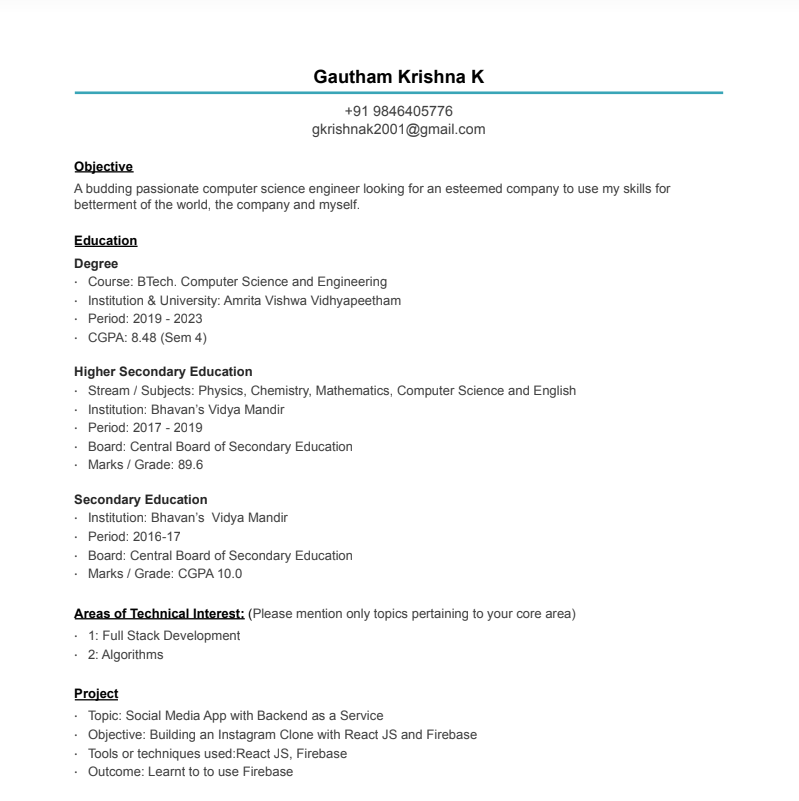 Gautham Krishna K
+91 9846405776
gkrishnak2001@gmail.com
Objective
A budding passionate computer science engineer looking for an esteemed company to use my skills for
betterment of the world, the company and myself.
Education
Degree
· Course: BTech. Computer Science and Engineering
· Institution & University: Amrita Vishwa Vidhyapeetham
· Period: 2019 - 2023
· CGPA: 8.48 (Sem 4)
Higher Secondary Education
· Stream / Subjects: Physics, Chemistry, Mathematics, Computer Science and English
· Institution: Bhavan’s Vidya Mandir
· Period: 2017 - 2019
· Board: Central Board of Secondary Education
· Marks / Grade: 89.6
Secondary Education
· Institution: Bhavan’s  Vidya Mandir
· Period: 2016-17
· Board: Central Board of Secondary Education
· Marks / Grade: CGPA 10.0
Areas of Technical Interest: (Please mention only topics pertaining to your core area)
· 1: Full Stack Development
· 2: Algorithms
Project
· Topic: Social Media App with Backend as a Service
· Objective: Building an Instagram Clone with React JS and Firebase
· Tools or techniques used:React JS, Firebase
· Outcome: Learnt to to use Firebase